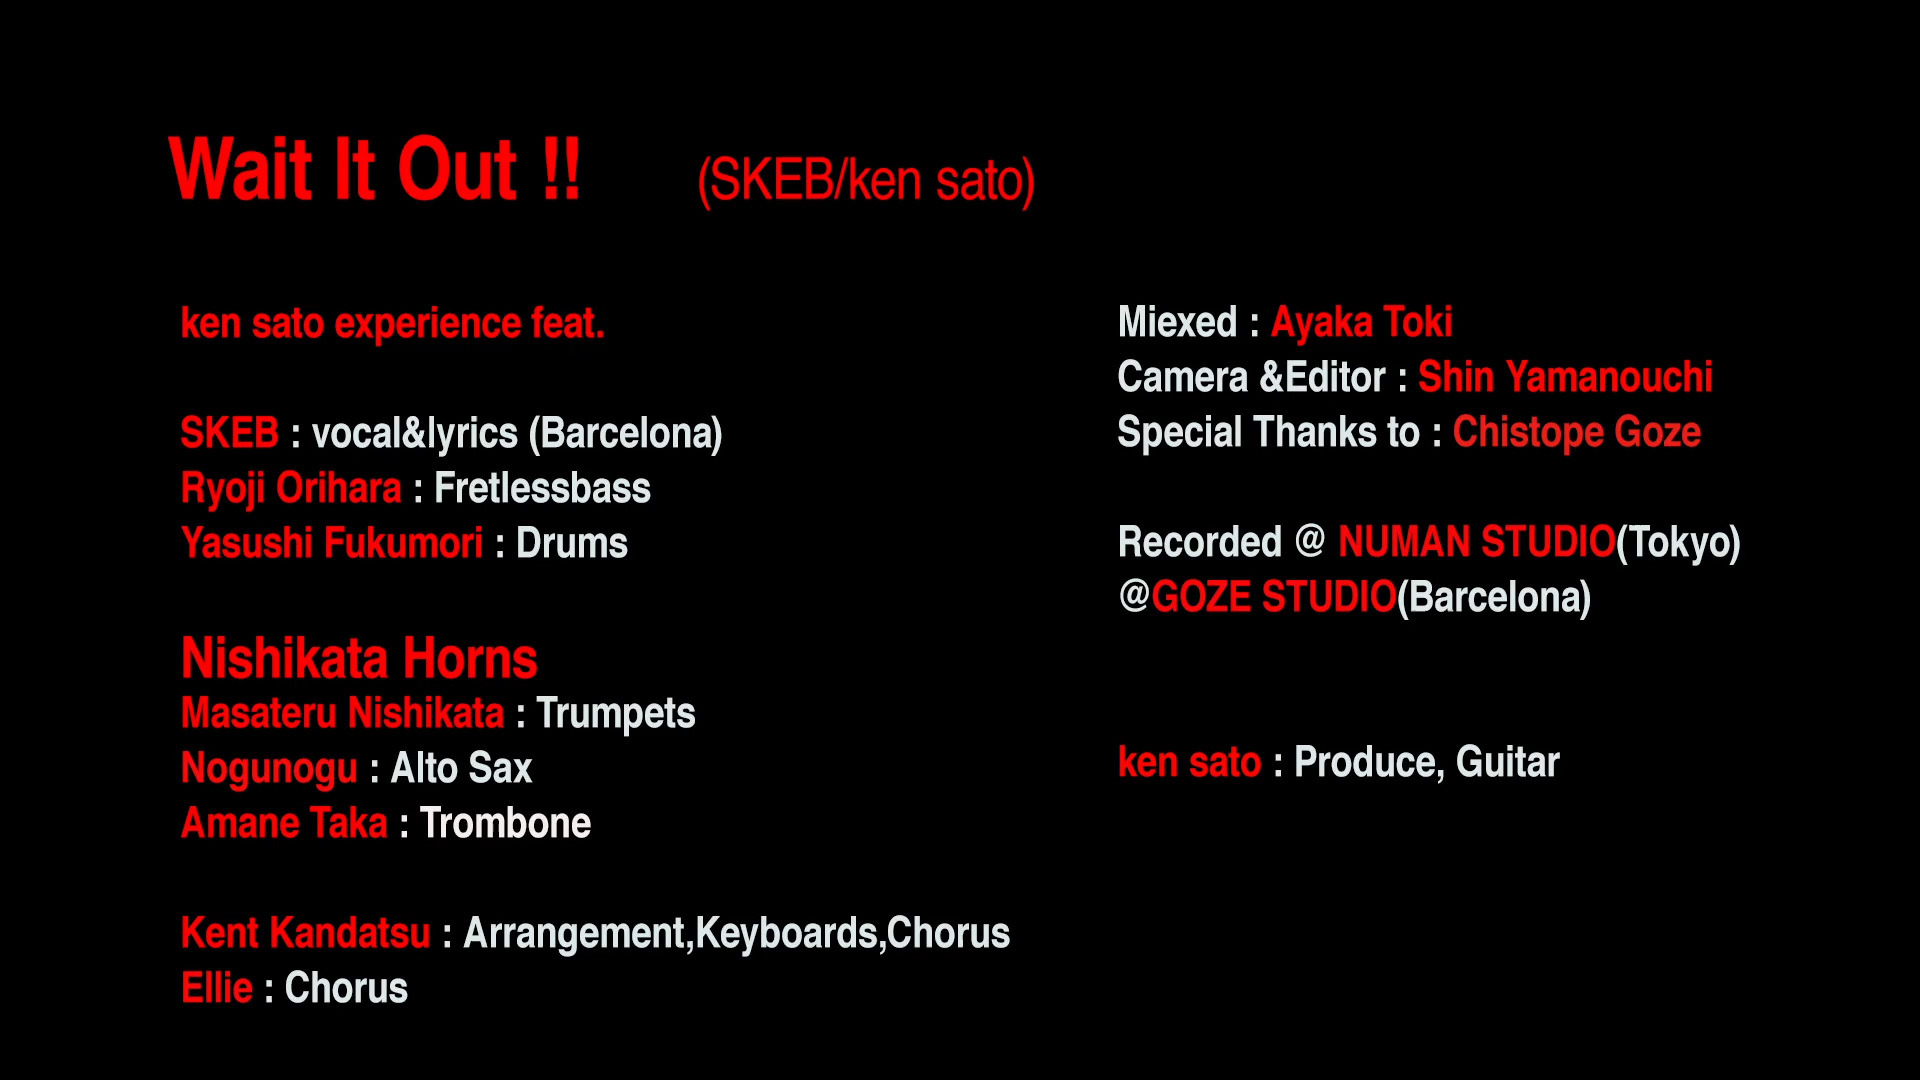 Wait It Out !! (SKEB/ken sato)
ken sato experience feat.
SKEB : vocal&lyrics (Barcelona)
Ryoji Orihara : Fretlessbass
Yasushi Fukumori : Drums
Nishikata Horns
Masateru Nishikata : Trumpets
Nogunogu : Alto Sax
Amane Taka : Trombone
Kent Kandatsu : Arrangement,Keyboards,Chorus
Ellie : Chorus
Miexed : Ayaka Toki
Camera &Editor : Shin Yamanouchi
Special Thanks to : Chistope Goze
Recorded @ NUMAN STUDIO(Tokyo)
@GOZE STUDIO(Barcelona)
ken sato : Produce, Guitar